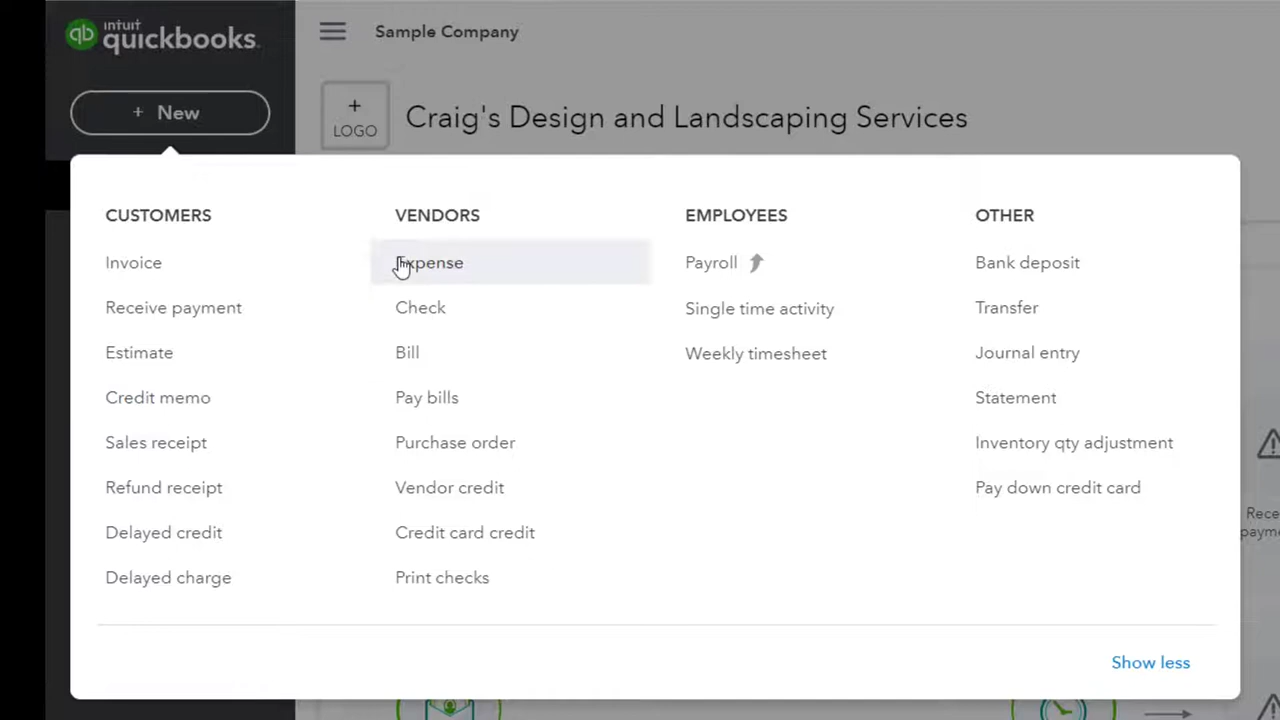 intuit
quickbooks.
Sample Company
+ New
+
LOGO
Craig's Design and Landscaping Services
CUSTOMERS
Invoice
Receive payment
Estimate
Credit memo
Sales receipt
Refund receipt
Delayed credit
Delayed charge
VENDORS
Expense
Check
Bill
Pay bills
Purchase order
Vendor credit
Credit card credit
Print checks
EMPLOYEES
Payroll
Single time activity
Weekly timesheet
OTHER
Bank deposit
Transfer
Journal entry
Statement
Inventory qty adjustment
Pay down credit card
Show less